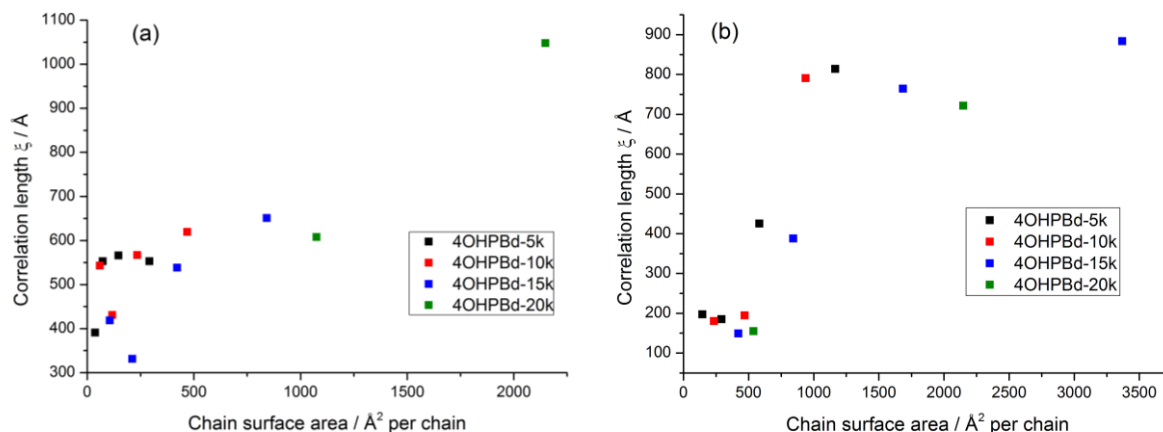 (a)
1100
1000
900
800
700
600
500
400
300
Correlation length ξ / Å
4OHPBd-5k
4OHPBd-10k
4OHPBd-15k
4OHPBd-20k
0 500 1000 1500 2000
Chain surface area / Å² per chain
(b)
900
800
700
600
500
400
300
200
100
Correlation length ξ / Å
4OHPBd-5k
4OHPBd-10k
4OHPBd-15k
4OHPBd-20k
0 500 1000 1500 2000 2500 3000 3500
Chain surface area / Å² per chain